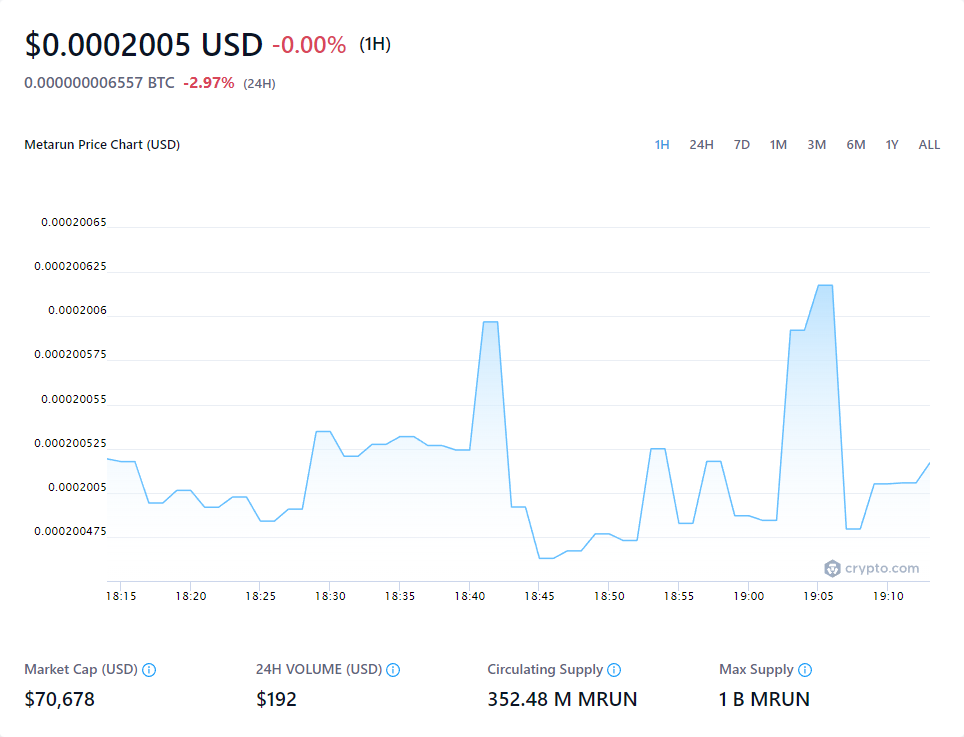 $0.0002005 USD -0.00% (1H)
0.000000006557 BTC -2.97% (24H)
Metarun Price Chart (USD)
1H 24H 7D 1M 3M 6M 1Y ALL
0.00020065
0.000200625
0.0002006
0.000200575
0.00020055
0.000200525
0.0002005
0.000200475
crypto.com
18:15 18:20 18:25 18:30 18:35 18:40 18:45 18:50 18:55 19:00 19:05 19:10
Market Cap (USD) 24H VOLUME (USD) Circulating Supply Max Supply
$70,678 $192 352.48 M MRUN 1 B MRUN